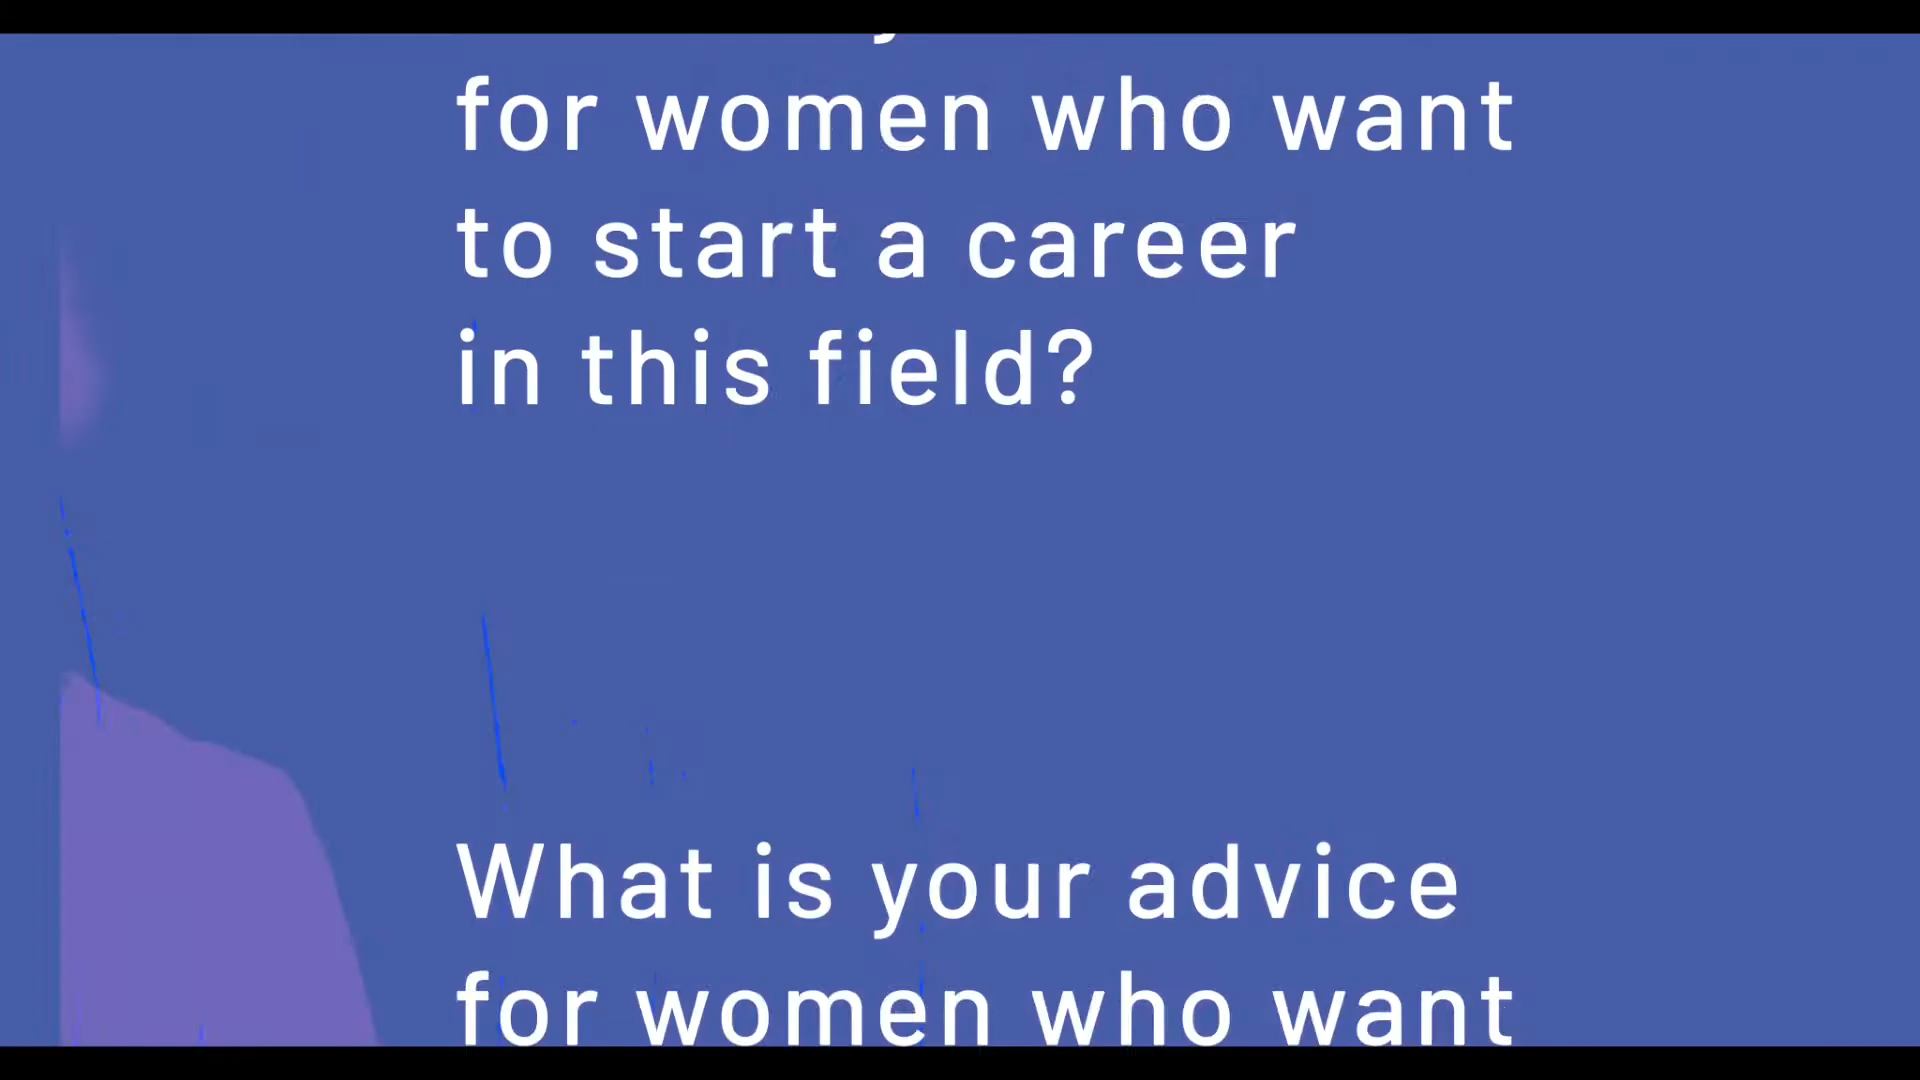 for women who want
to start a career
in this field?
What is your advice
for women who want